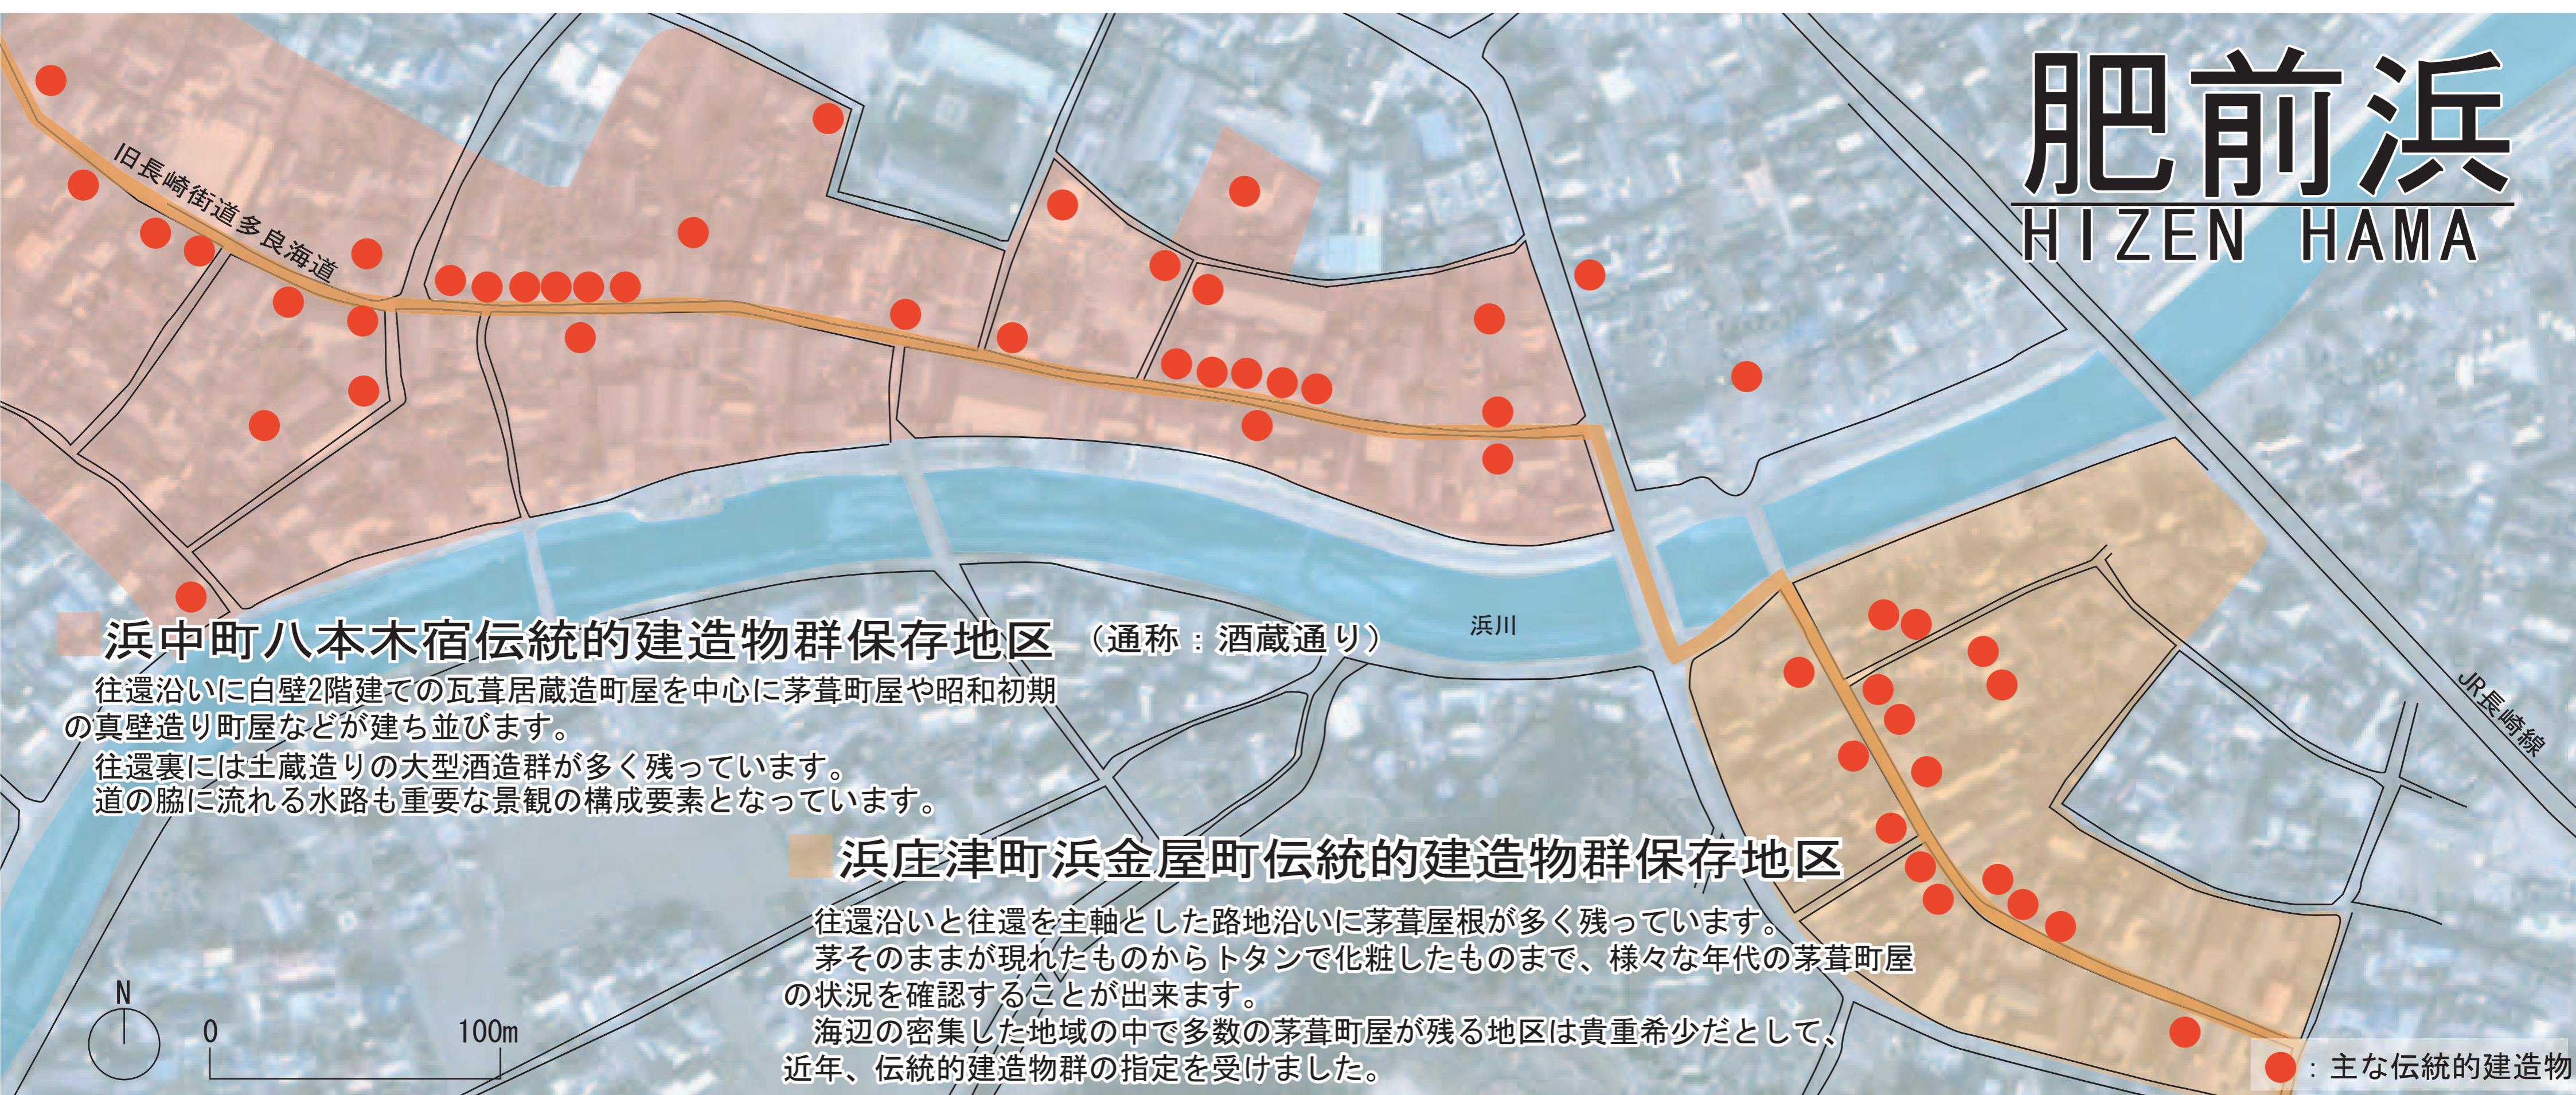 肥前浜
HIZEN HAMA
旧長崎街道多良海道
浜川
JR長崎線
浜中町八本木宿伝統的建造物群保存地区 (通称:酒蔵通り)
往還沿いに白壁2階建ての瓦葺居蔵造町屋を中心に茅葺町屋や昭和初期
の真壁造り町屋などが建ち並びます。
往還裏には土蔵造りの大型酒造群が多く残っています。
道の脇に流れる水路も重要な景観の構成要素となっています。
浜庄津町浜金屋町伝統的建造物群保存地区
往還沿いと往還を主軸とした路地沿いに茅葺屋根が多く残っています。
茅そのままが現れたものからトタンで化粧したものまで、様々な年代の茅葺町屋
の状況を確認することが出来ます。
海辺の密集した地域の中で多数の茅葺町屋が残る地区は貴重希少だとして、
近年、伝統的建造物群の指定を受けました。
N
0 100m
:主な伝統的建造物